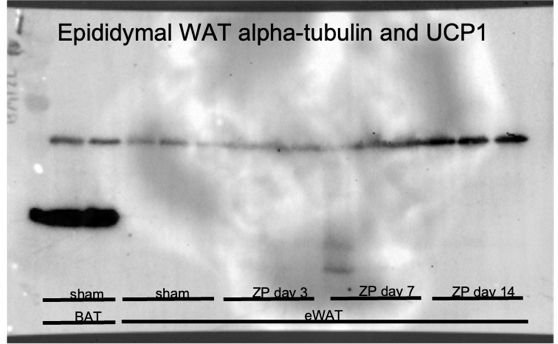 Epididymal WAT alpha-tubulin and UCP1
sham sham ZP day 3 ZP day 7 ZP day 14
BAT eWAT